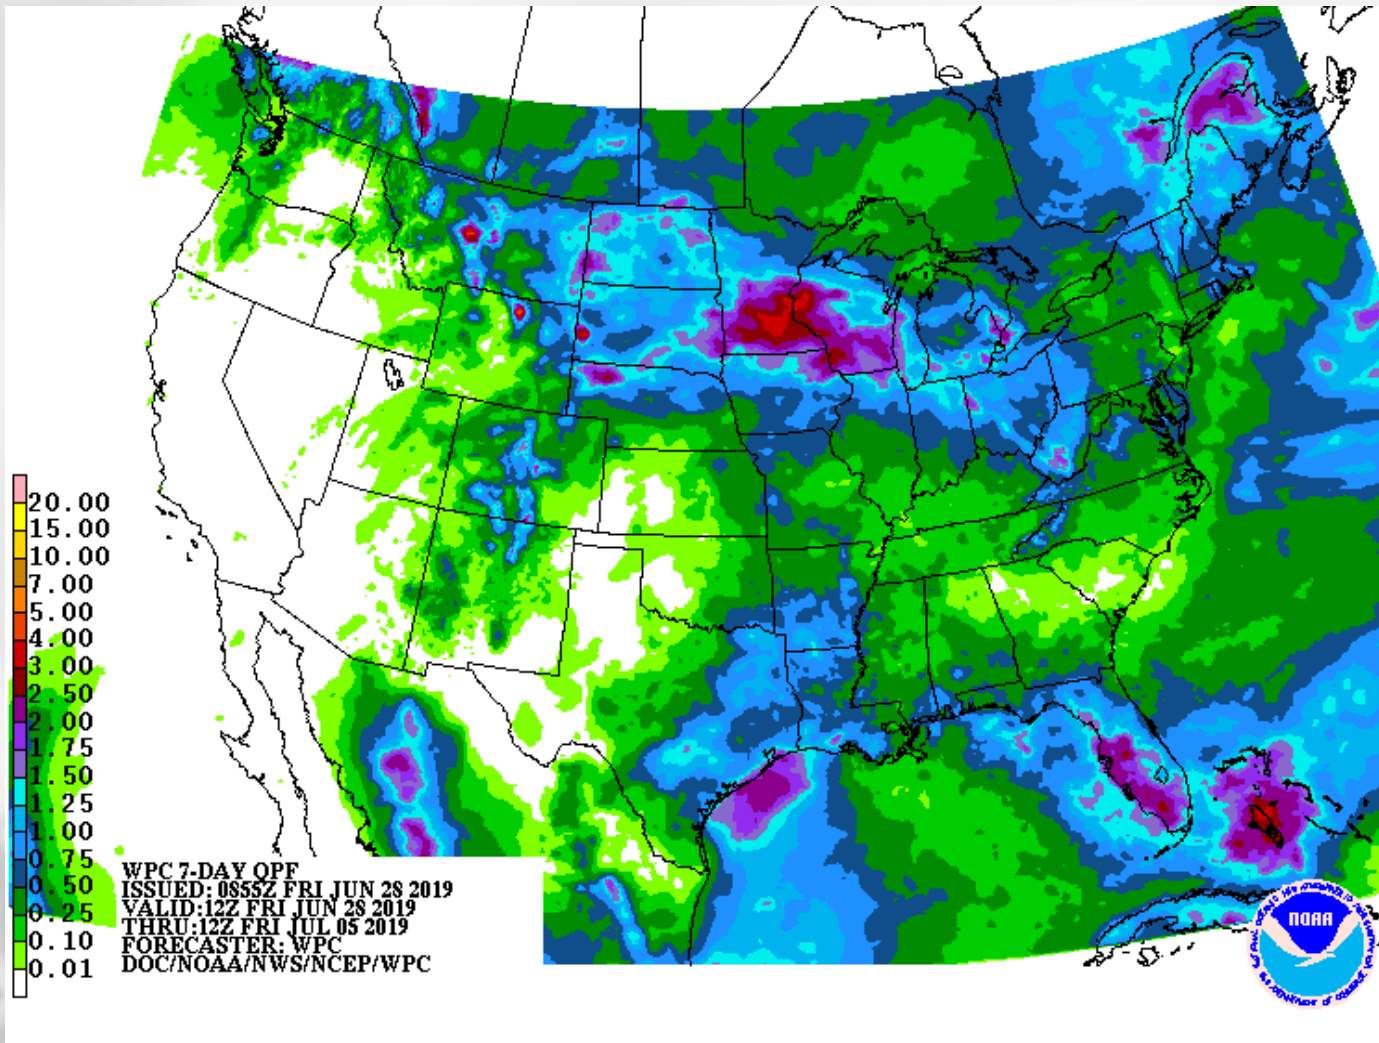 20.00
15.00
10.00
7.00
5.00
4.00
3.00
2.50
2.00
1.75
1.50
1.25
1.00
0.75
0.50
0.25
0.10
0.01
WPC 7-DAY QPF
ISSUED: 0855Z FRI JUN 28 2019
VALID:12Z FRI JUN 28 2019
THRU:12Z FRI JUL 05 2019
FORECASTER: WPC
DOC/NOAA/NWS/NCEP/WPC
NOAA